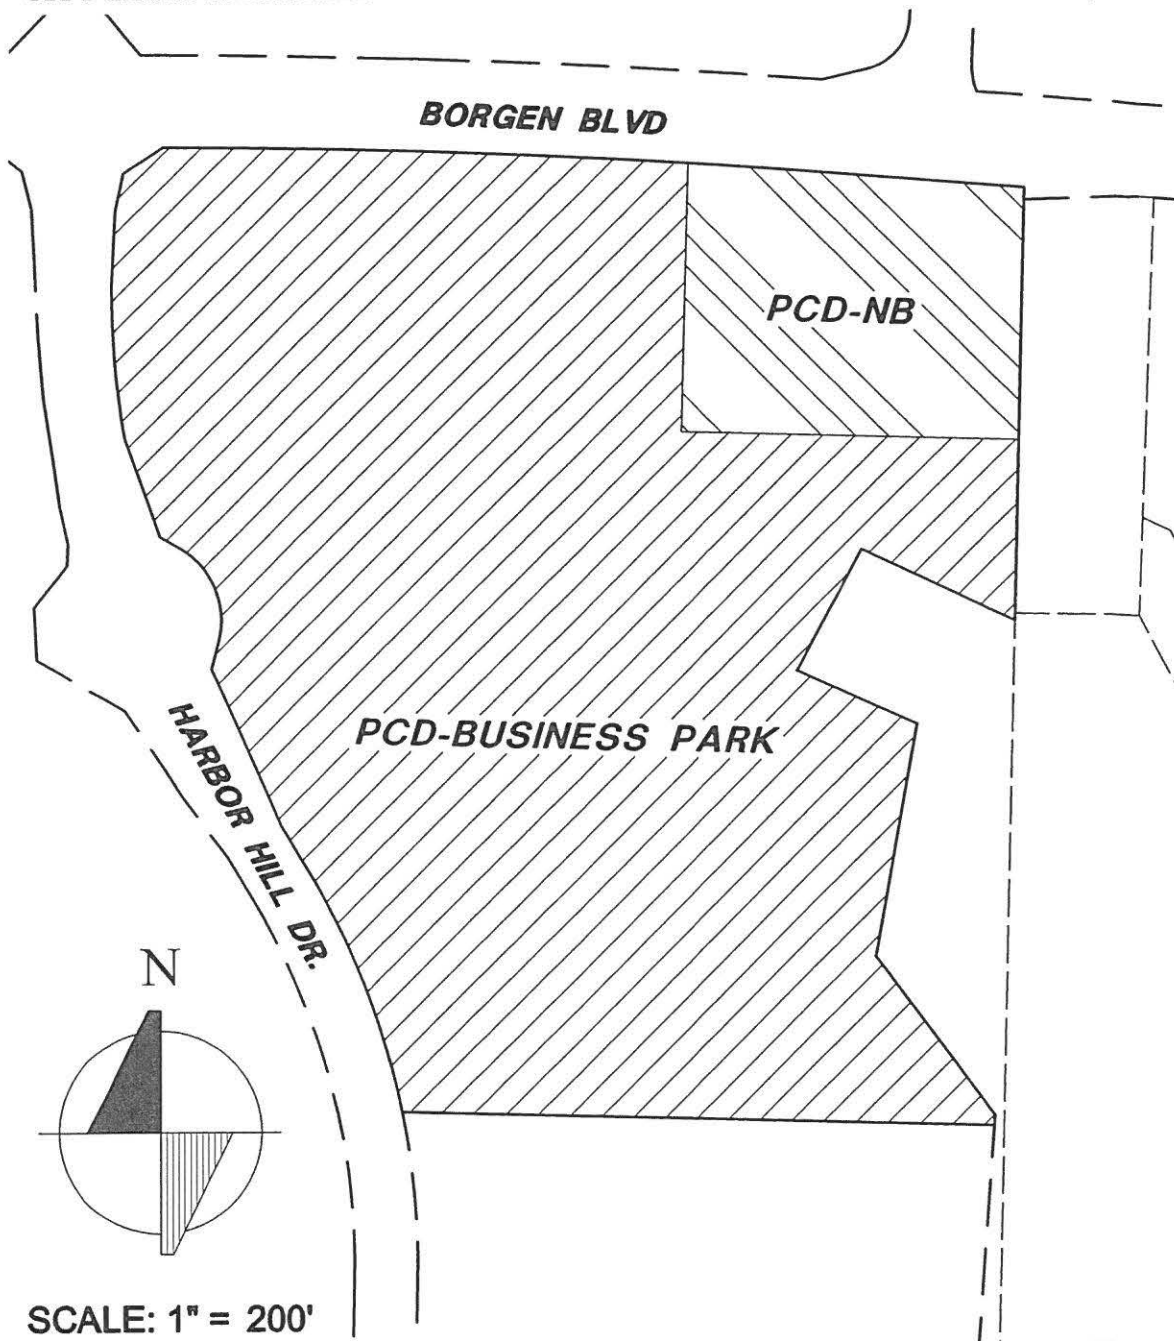 BORGEN BLVD
PCD-NB
PCD-BUSINESS PARK
HARBOR HILL DR.
N
SCALE: 1" = 200'